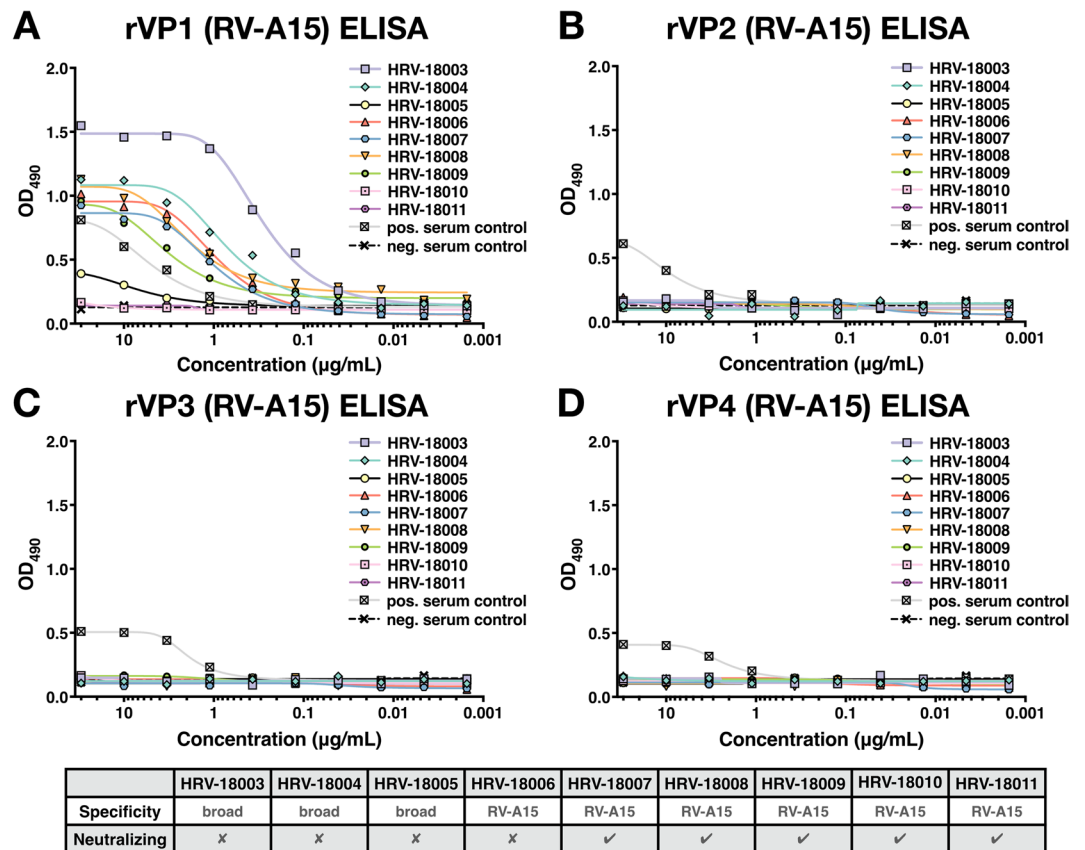 A rVP1 (RV-A15) ELISA
2.0
1.5
1.0
0.5
0.0
OD490
10 1 0.1 0.01 0.001
Concentration (µg/mL)
HRV-18003
HRV-18004
HRV-18005
HRV-18006
HRV-18007
HRV-18008
HRV-18009
HRV-18010
HRV-18011
pos. serum control
neg. serum control
B rVP2 (RV-A15) ELISA
2.0
1.5
1.0
0.5
0.0
OD490
10 1 0.1 0.01 0.001
Concentration (µg/mL)
HRV-18003
HRV-18004
HRV-18005
HRV-18006
HRV-18007
HRV-18008
HRV-18009
HRV-18010
HRV-18011
pos. serum control
neg. serum control
C rVP3 (RV-A15) ELISA
2.0
1.5
1.0
0.5
0.0
OD490
10 1 0.1 0.01 0.001
Concentration (µg/mL)
HRV-18003
HRV-18004
HRV-18005
HRV-18006
HRV-18007
HRV-18008
HRV-18009
HRV-18010
HRV-18011
pos. serum control
neg. serum control
D rVP4 (RV-A15) ELISA
2.0
1.5
1.0
0.5
0.0
OD490
10 1 0.1 0.01 0.001
Concentration (µg/mL)
HRV-18003
HRV-18004
HRV-18005
HRV-18006
HRV-18007
HRV-18008
HRV-18009
HRV-18010
HRV-18011
pos. serum control
neg. serum control
HRV-18003 HRV-18004 HRV-18005 HRV-18006 HRV-18007 HRV-18008 HRV-18009 HRV-18010 HRV-18011
Specificity broad broad broad RV-A15 RV-A15 RV-A15 RV-A15 RV-A15 RV-A15
Neutralizing ✗ ✗ ✗ ✗ ✓ ✓ ✓ ✓ ✓